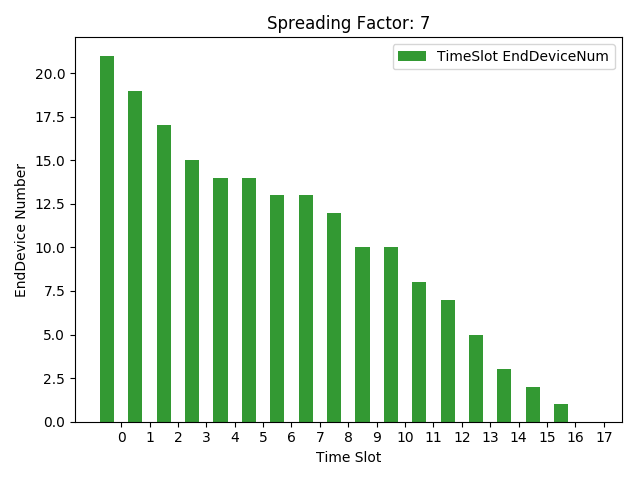 Spreading Factor: 7
TimeSlot EndDeviceNum
EndDevice Number
20.0
17.5
15.0
12.5
10.0
7.5
5.0
2.5
0.0
0 1 2 3 4 5 6 7 8 9 10 11 12 13 14 15 16 17
Time Slot